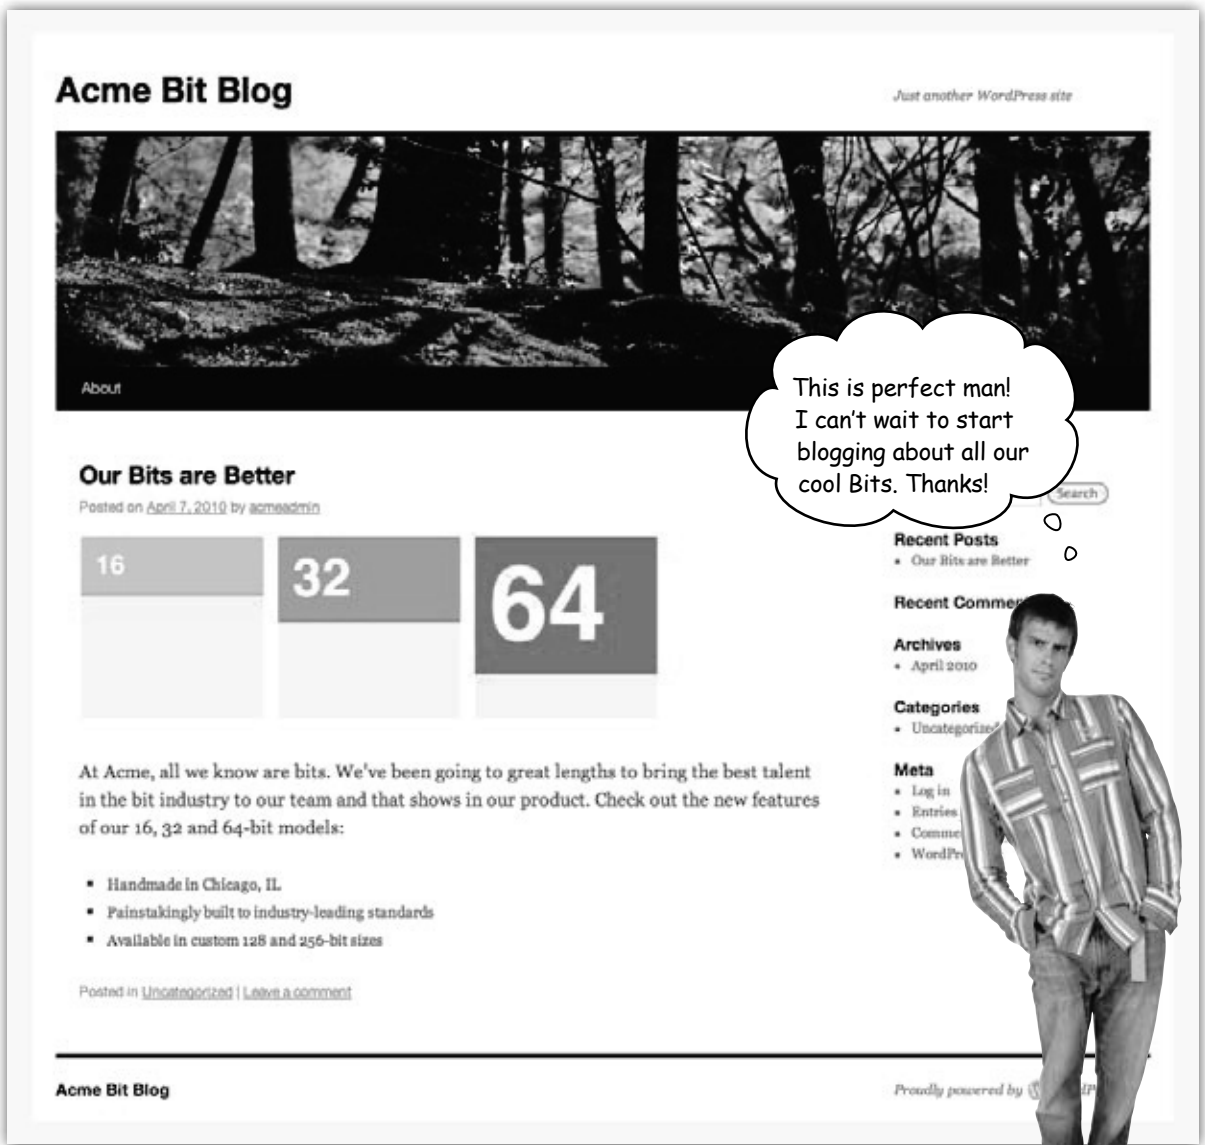 Acme Bit Blog
Just another WordPress site
About
This is perfect man!
I can't wait to start
blogging about all our
cool Bits. Thanks!
Our Bits are Better
Posted on April 7, 2010 by acmeadmin
16
32
64
At Acme, all we know are bits. We've been going to great lengths to bring the best talent
in the bit industry to our team and that shows in our product. Check out the new features
of our 16, 32 and 64-bit models:
Handmade in Chicago, IL
Painstakingly built to industry-leading standards
Available in custom 128 and 256-bit sizes
Posted in Uncategorized | Leave a comment
Search
Recent Posts
Our Bits are Better
Recent
Archives
April 2010
Categories
Uncategorized
Meta
Log in
Entries
Acme Bit Blog
Proudly powered by